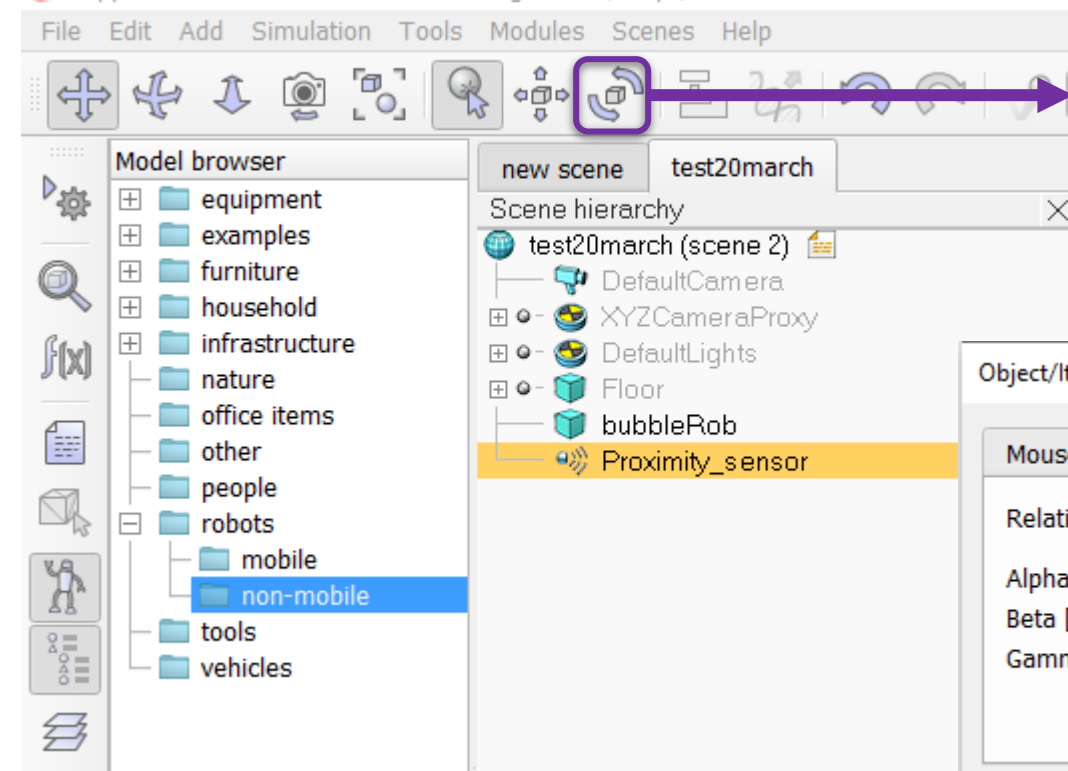 File Edit Add Simulation Tools Modules Scenes Help
Model browser
equipment
examples
furniture
household
infrastructure
nature
office items
other
people
robots
mobile
non-mobile
tools
vehicles
f(x)
new scene test20march
Scene hierarchy
test20march (scene 2)
DefaultCamera
XYZCameraProxy
DefaultLights
Floor
bubbleRob
Proximity_sensor
Object/It
Mouse
Relati
Alpha
Beta [
Gamm